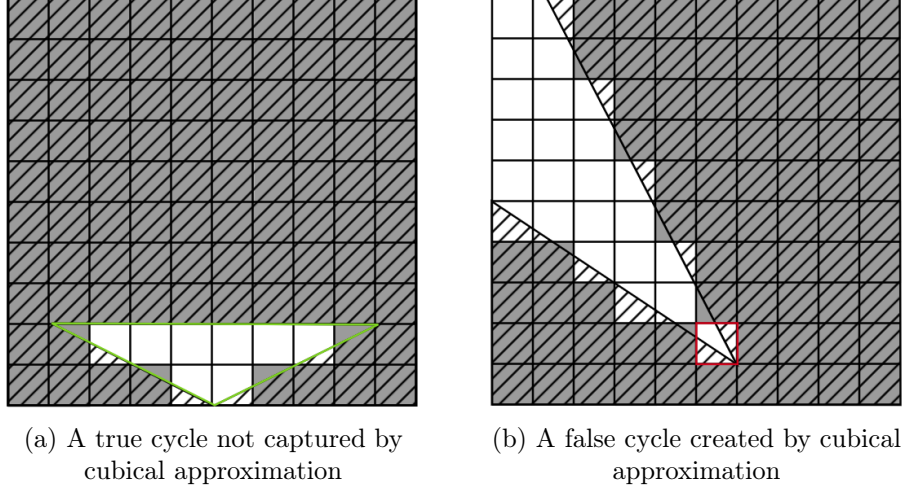 (a) A true cycle not captured by
cubical approximation
(b) A false cycle created by cubical
approximation